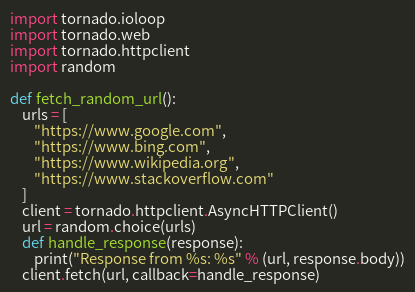 import tornado.ioloop
import tornado.web
import tornado.httpclient
import random

def fetch_random_url():
    urls = [
        "https://www.google.com",
        "https://www.bing.com",
        "https://www.wikipedia.org",
        "https://www.stackoverflow.com"
    ]
    client = tornado.httpclient.AsyncHTTPClient()
    url = random.choice(urls)
    def handle_response(response):
        print("Response from %s: %s" % (url, response.body))
    client.fetch(url, callback=handle_response)